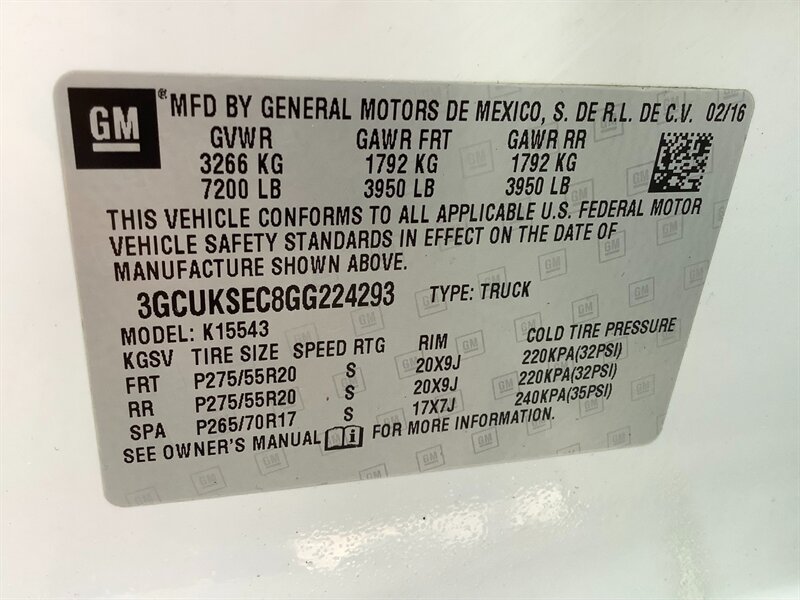 GM® MFD BY GENERAL MOTORS DE MEXICO, S. DE R.L. DE C.V. 02/16
GVWR GAWR FRT GAWR RR
3266 KG 1792 KG 1792 KG
7200 LB 3950 LB 3950 LB
THIS VEHICLE CONFORMS TO ALL APPLICABLE U.S. FEDERAL MOTOR
VEHICLE SAFETY STANDARDS IN EFFECT ON THE DATE OF
MANUFACTURE SHOWN ABOVE.
3GCUKSEC8GG224293 TYPE: TRUCK
MODEL: K15543
KGSV TIRE SIZE SPEED RTG RIM COLD TIRE PRESSURE
FRT P275/55R20 S 20X9J 220KPA(32PSI)
RR P275/55R20 S 20X9J 220KPA(32PSI)
SPA P265/70R17 S 17X7J 240KPA(35PSI)
SEE OWNER'S MANUAL i FOR MORE INFORMATION.